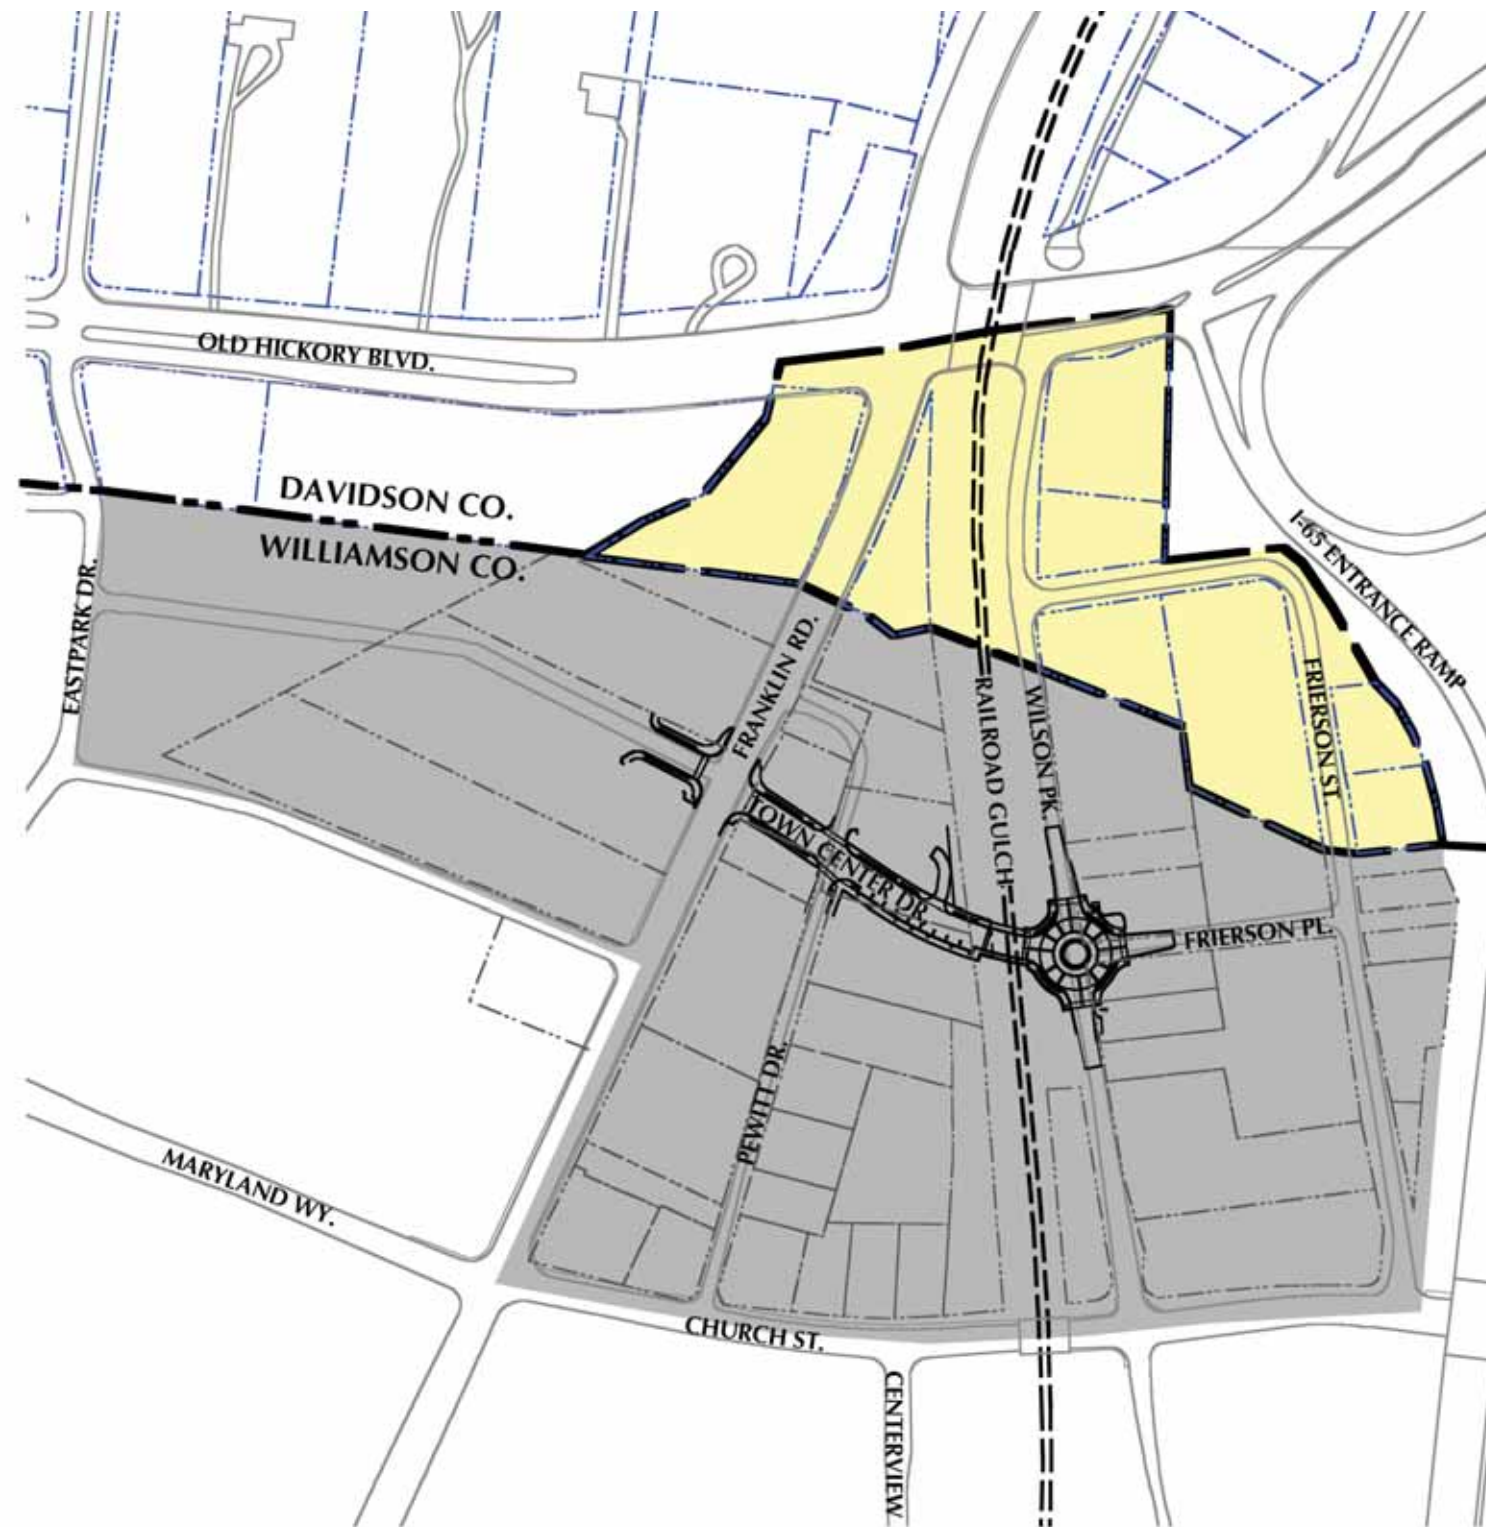 OLD HICKORY BLVD.
DAVIDSON CO.
WILLIAMSON CO.
I-65 ENTRANCE RAMP
EASTPARK DR.
FRANKLIN RD.
RAILROAD GULCH
WILSON PK.
FRIERSON ST.
TOWN CENTER DR.
FRIERSON PL.
PEWITT DR.
MARYLAND WY.
CHURCH ST.
CENTERVIEW